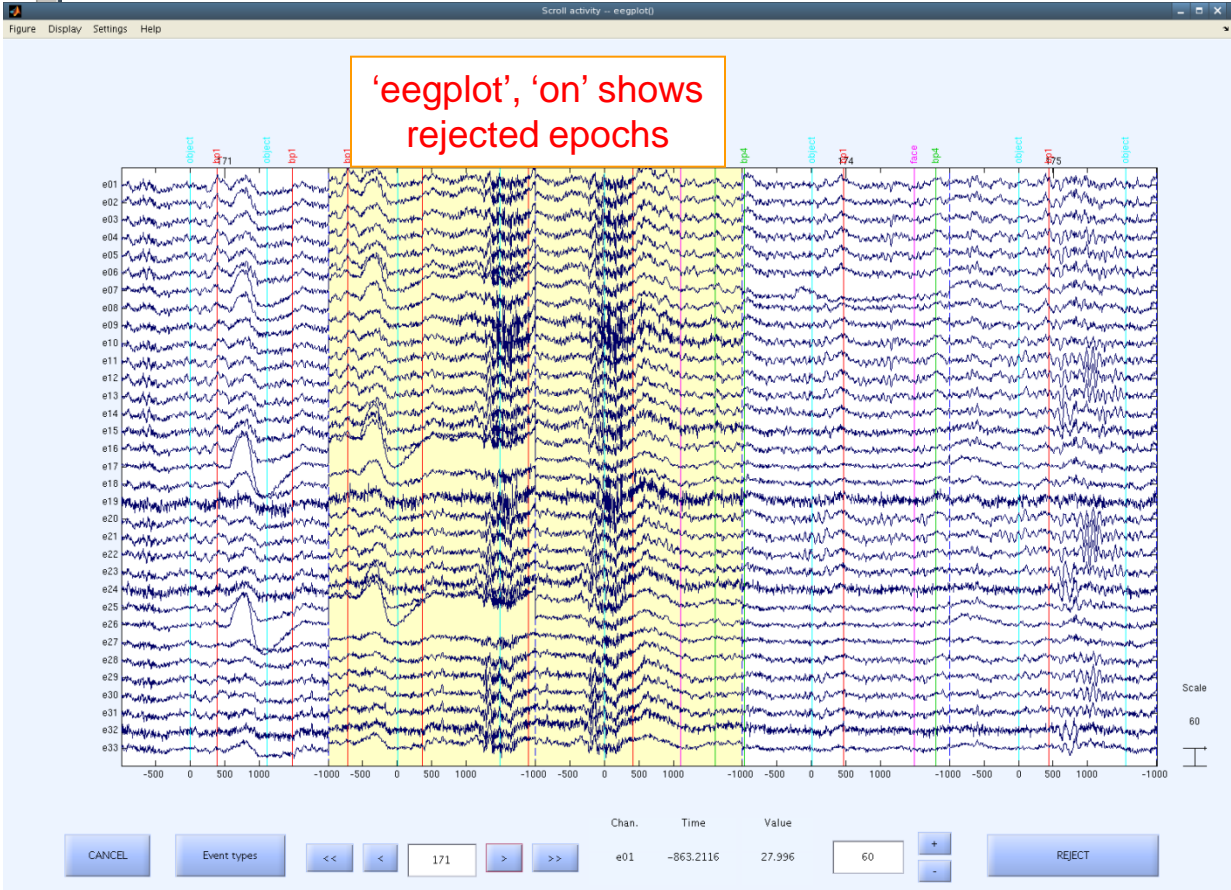 Scroll activity -- eegplot()
Figure Display Settings Help
‘eegplot’, ‘on’ shows
rejected epochs
object bp1 object bp1 bp1 bp4 object bp1 face bp4 object bp1 object
171 174 175
e01
e02
e03
e04
e05
e06
e07
e08
e09
e10
e11
e12
e13
e14
e15
e16
e17
e18
e19
e20
e21
e22
e23
e24
e25
e26
e27
e28
e29
e30
e31
e32
e33
Scale
60
-500 0 500 1000 -1000 -500 0 500 1000 -1000 -500 0 500 1000 -1000 -500 0 500 1000 -1000 -500 0 500 1000 -1000
Chan. Time Value
CANCEL Event types << < 171 > >> e01 -863.2116 27.996 60 + - REJECT